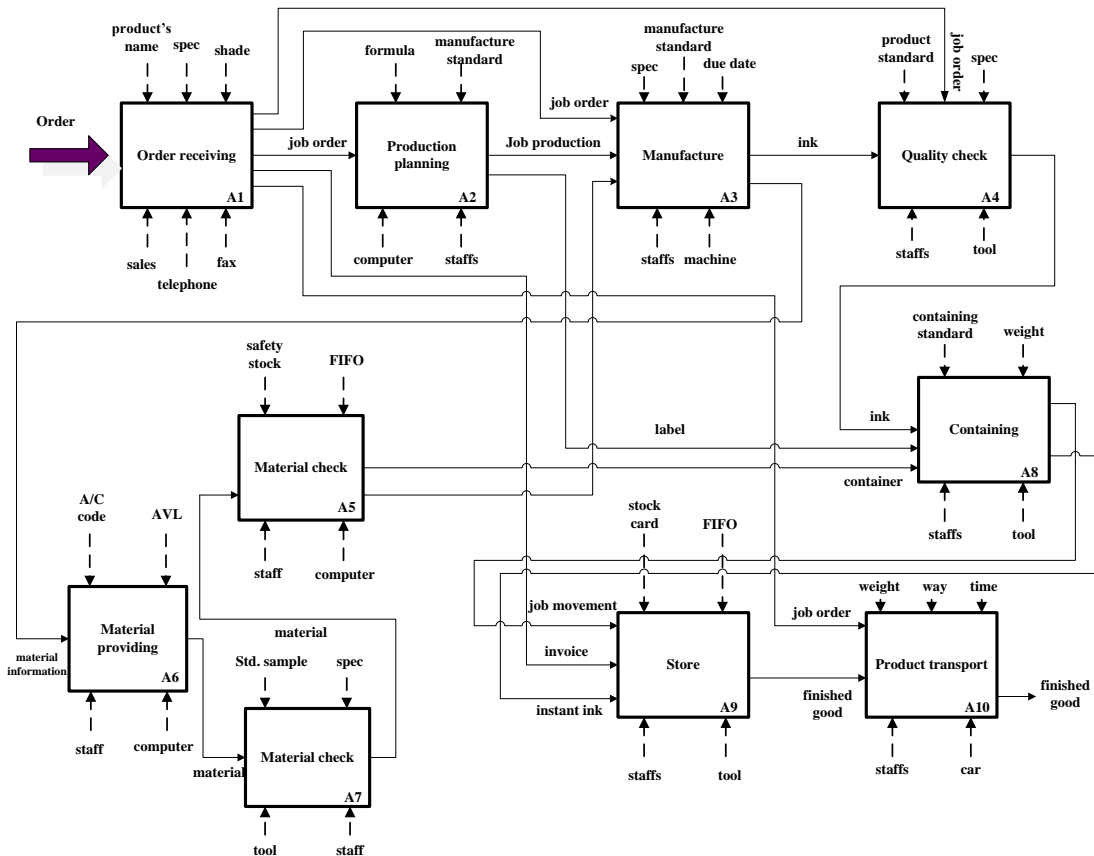 product's
name
spec
shade
Order
Order receiving
A1
sales
telephone
fax
job order
formula
manufacture
standard
Production
planning
A2
computer
staffs
job order
Job production
spec
manufacture
standard
due date
Manufacture
A3
staffs
machine
ink
product
standard
job order
spec
Quality check
A4
staffs
tool
safety
stock
FIFO
Material check
A5
staff
computer
label
container
ink
containing
standard
weight
Containing
A8
staffs
tool
A/C
code
AVL
Material
providing
A6
material
information
staff
computer
material
material
Std. sample
spec
Material check
A7
tool
staff
stock
card
FIFO
job movement
invoice
instant ink
Store
A9
staffs
tool
job order
finished
good
weight
way
time
Product transport
A10
staffs
car
finished
good